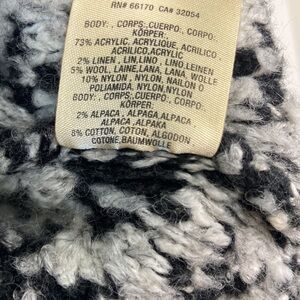 RN# 66170 CA# 32054
BODY: , CORPS:,CUERPO:, CORPO:
KÖRPER:,
73% ACRYLIC, ACRYLIQUE, ACRILICO,
ACRILICO,ACRYLIC
2% LINEN , LIN,LINO , LINO,LEINEN
5% WOOL, LAINE,LANA, LANA, WOLLE
10% NYLON, NYLON, NAILON O
POLIAMIDA, NYLON,NYLON
BODY: , CORPS:,CUERPO:, CORPO:
KÖRPER:
2% ALPACA , ALPAGA,ALPACA,
ALPACA ,ALPAKA
8% COTTON, COTON, ALGODON
COTONE,BAUMWOLLE